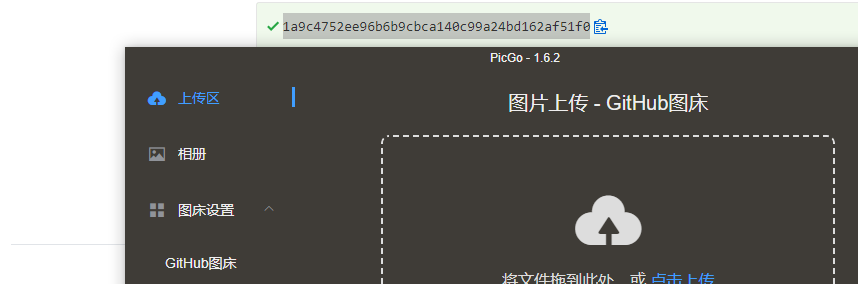 1a9c4752ee96b6b9cbca140c99a24bd162af51f0
PicGo - 1.6.2
上传区
图片上传 - GitHub图床
相册
图床设置
GitHub图床
将文件拖到此处，或 点击上传